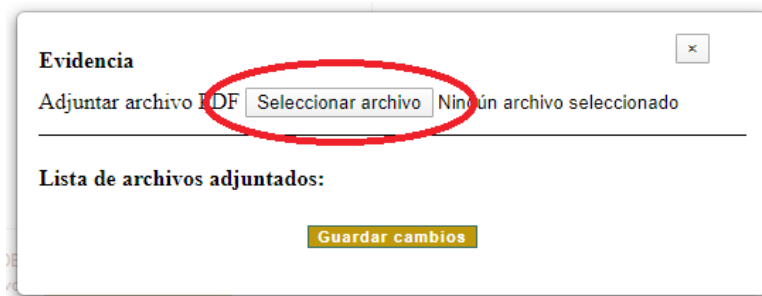 ×
Evidencia
Adjuntar archivo PDF Seleccionar archivo Ningún archivo seleccionado
Lista de archivos adjuntados:
Guardar cambios